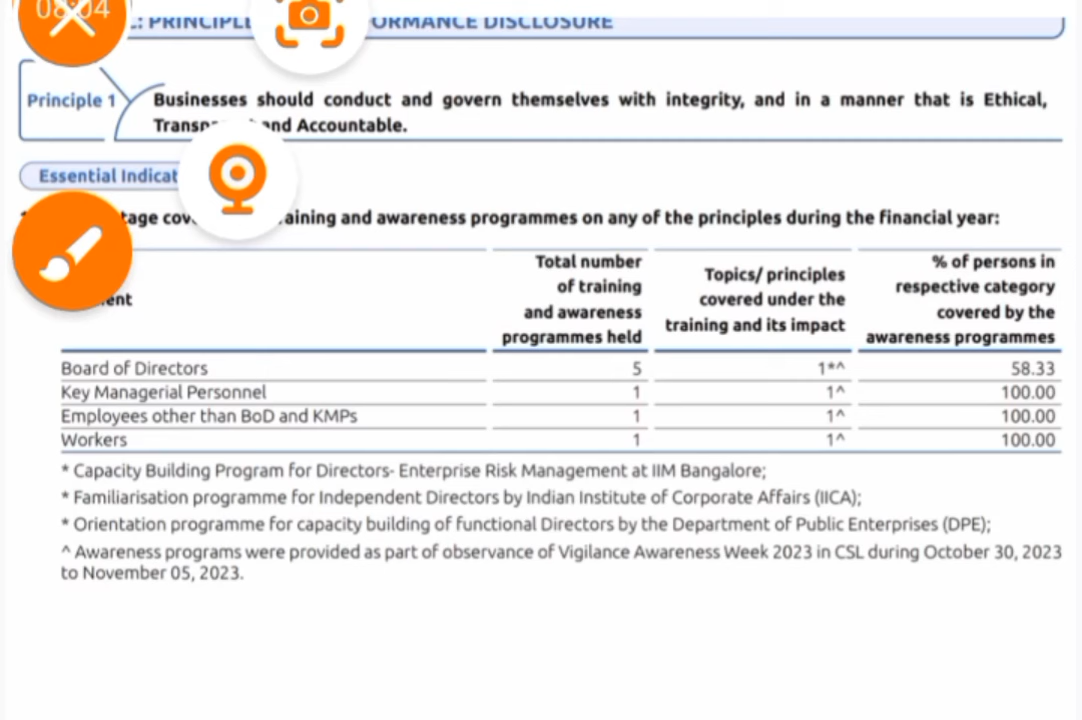 08:04
: PRINCIPLE ORMANCE DISCLOSURE
Principle 1
Businesses should conduct and govern themselves with integrity, and in a manner that is Ethical,
and Accountable.
Essential
training and awareness programmes on any of the principles during the financial year:
Total number of training and awareness programmes held
Topics/ principles covered under the training and its impact
% of persons in respective category covered by the awareness programmes
Board of Directors 5 1*^ 58.33
Key Managerial Personnel 1 1^ 100.00
Employees other than BoD and KMPs 1 1^ 100.00
Workers 1 1^ 100.00
* Capacity Building Program for Directors- Enterprise Risk Management at IIM Bangalore;
* Familiarisation programme for Independent Directors by Indian Institute of Corporate Affairs (IICA);
* Orientation programme for capacity building of functional Directors by the Department of Public Enterprises (DPE);
^ Awareness programs were provided as part of observance of Vigilance Awareness Week 2023 in CSL during October 30, 2023
to November 05, 2023.